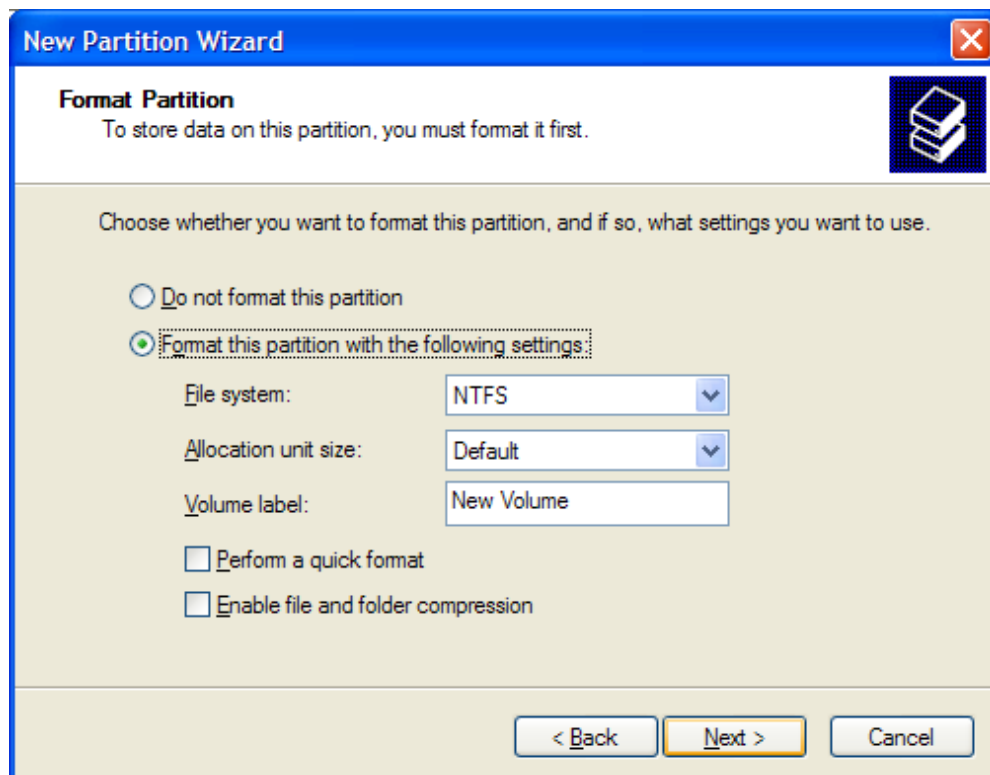 New Partition Wizard
Format Partition
To store data on this partition, you must format it first.
Choose whether you want to format this partition, and if so, what settings you want to use.
Do not format this partition
Format this partition with the following settings:
File system: NTFS
Allocation unit size: Default
Volume label: New Volume
Perform a quick format
Enable file and folder compression
< Back Next > Cancel